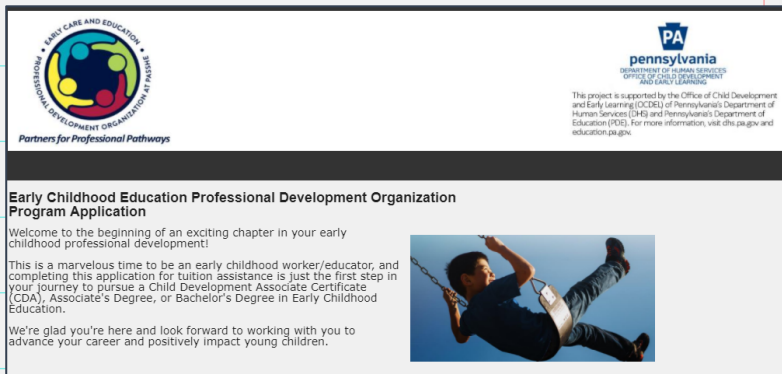 EARLY CARE AND EDUCATION
PROFESSIONAL DEVELOPMENT ORGANIZATION AT PASSHE
Partners for Professional Pathways
PA
pennsylvania
DEPARTMENT OF HUMAN SERVICES
OFFICE OF CHILD DEVELOPMENT
AND EARLY LEARNING
This project is supported by the Office of Child Development
and Early Learning (OCDEL) of Pennsylvania's Department of
Human Services (DHS) and Pennsylvania's Department of
Education (PDE). For more information, visit dhs.pa.gov and
education.pa.gov.
Early Childhood Education Professional Development Organization
Program Application
Welcome to the beginning of an exciting chapter in your early
childhood professional development!
This is a marvelous time to be an early childhood worker/educator, and
completing this application for tuition assistance is just the first step in
your journey to pursue a Child Development Associate Certificate
(CDA), Associate's Degree, or Bachelor's Degree in Early Childhood
Education.
We're glad you're here and look forward to working with you to
advance your career and positively impact young children.